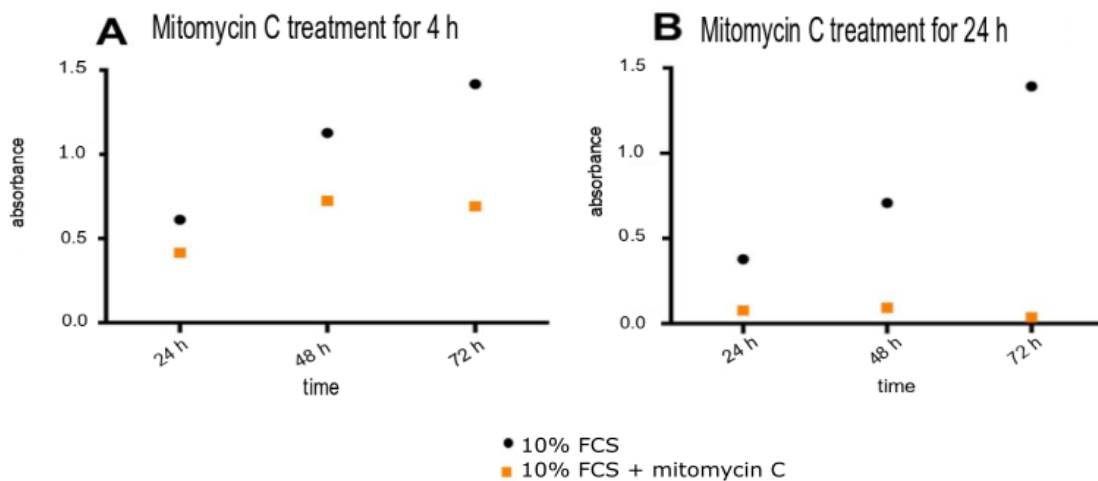 A Mitomycin C treatment for 4 h
absorbance
1.5
1.0
0.5
0.0
24 h
48 h
72 h
time
B Mitomycin C treatment for 24 h
absorbance
1.5
1.0
0.5
0.0
24 h
48 h
72 h
time
10% FCS
10% FCS + mitomycin C